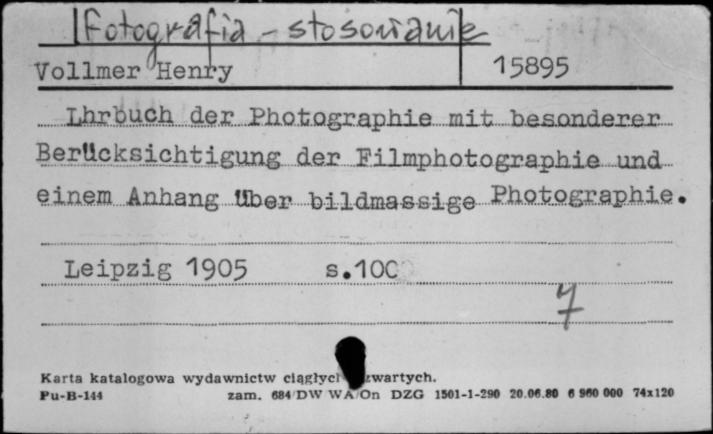 Fotografia - stosowanie
Vollmer Henry 15895
Lhrbuch der Photographie mit besonderer
Berücksichtigung der Filmphotographie und
einem Anhang über bildmassige Photographie.
Leipzig 1905 s.100
7
Karta katalogowa wydawnictw zwartych.
Pu-B-144 zam. 684/DW WA/On DZG 1501-1-290 20.06.80 6 960 000 74x120